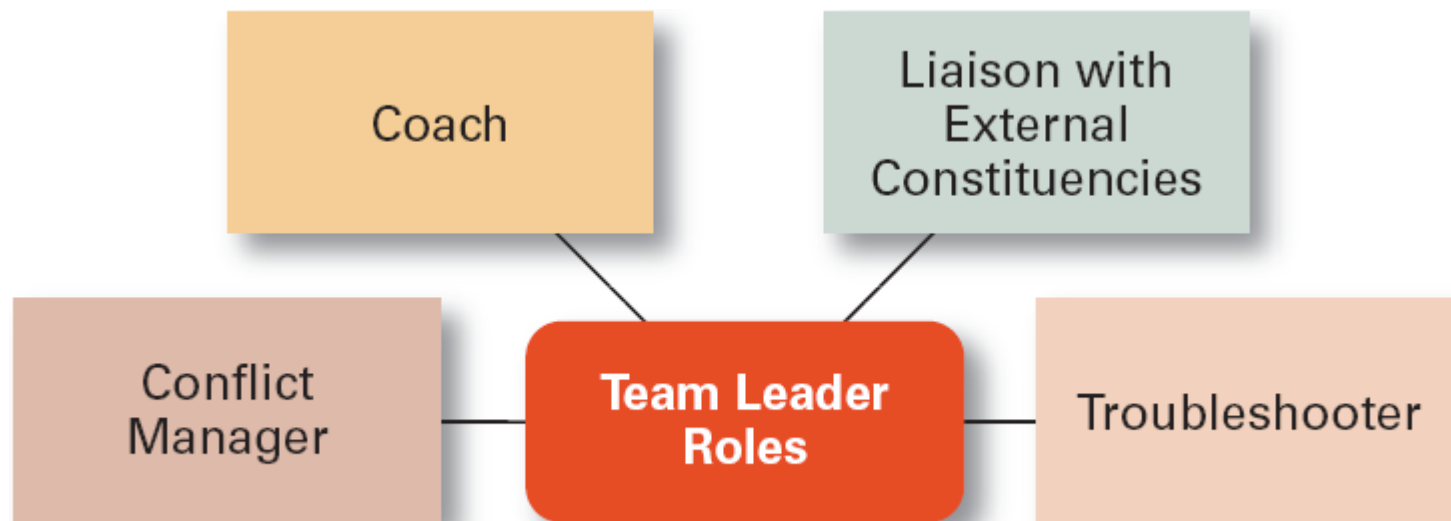 Coach
Liaison with
External
Constituencies
Conflict
Manager
Team Leader
Roles
Troubleshooter